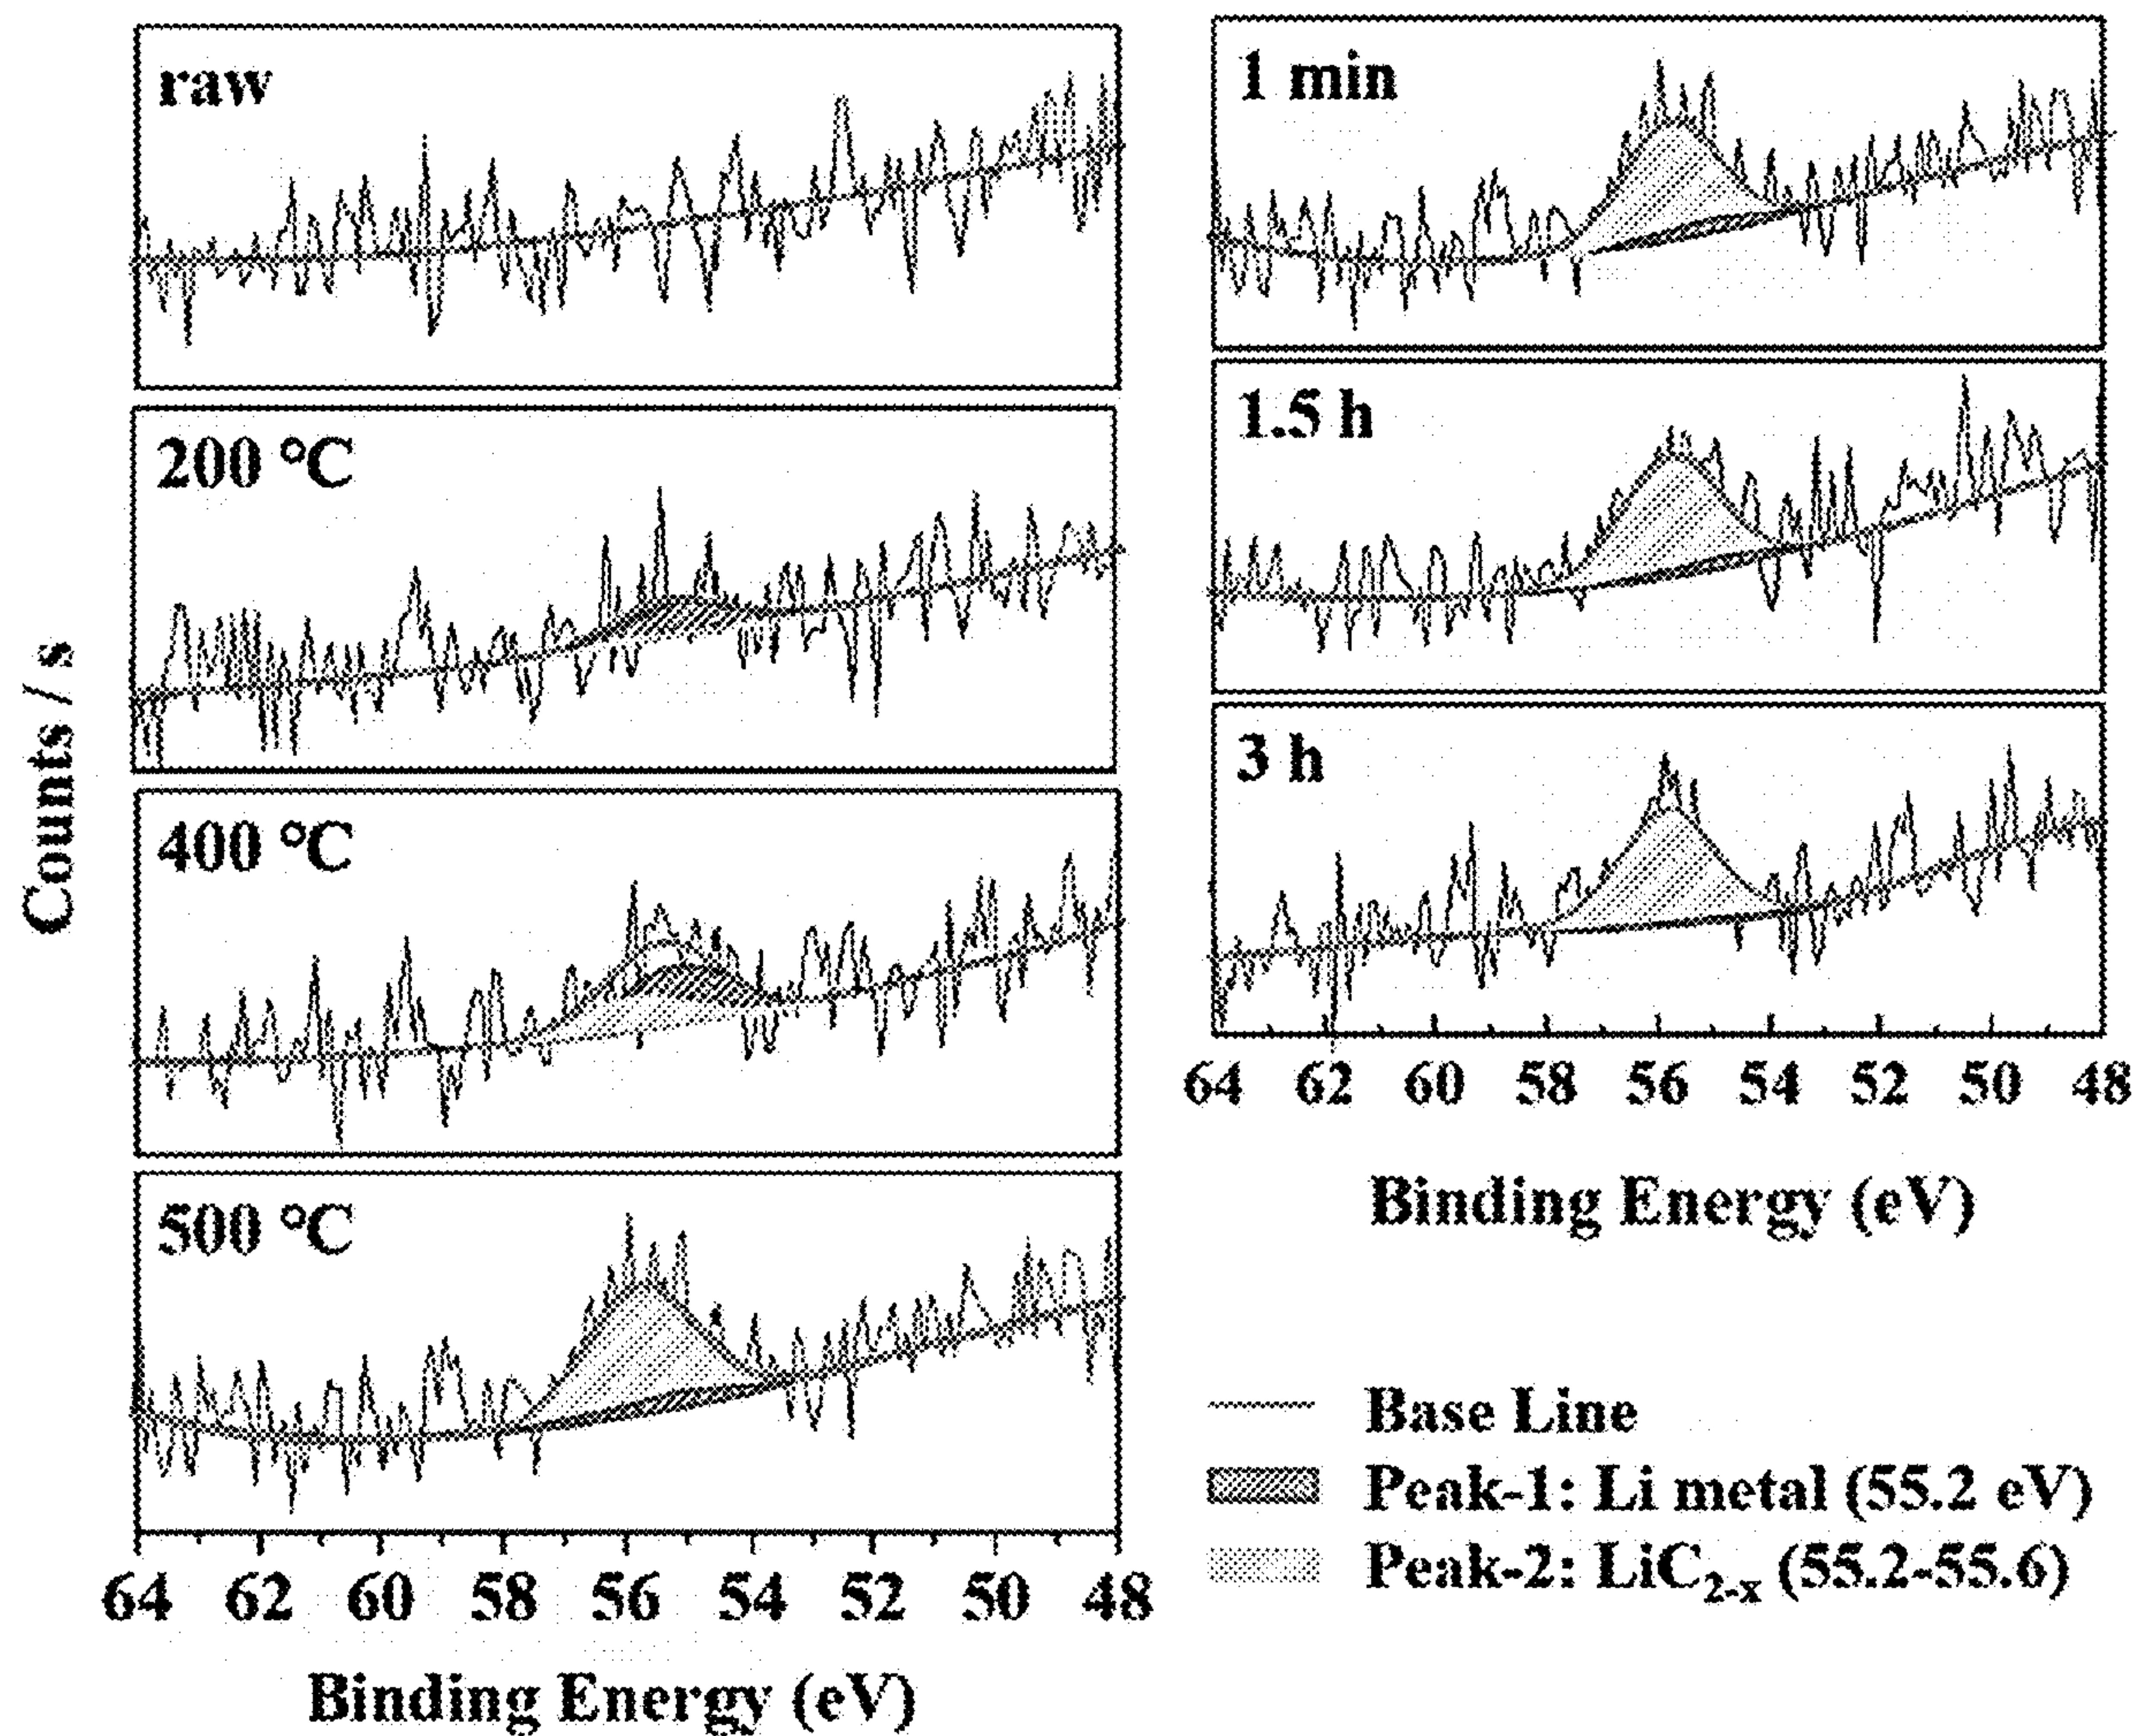 Counts / s
raw
200 °C
400 °C
500 °C
64 62 60 58 56 54 52 50 48
Binding Energy (eV)
1 min
1.5 h
3 h
64 62 60 58 56 54 52 50 48
Binding Energy (eV)
Base Line
Peak-1: Li metal (55.2 eV)
Peak-2: LiC2-x (55.2-55.6)